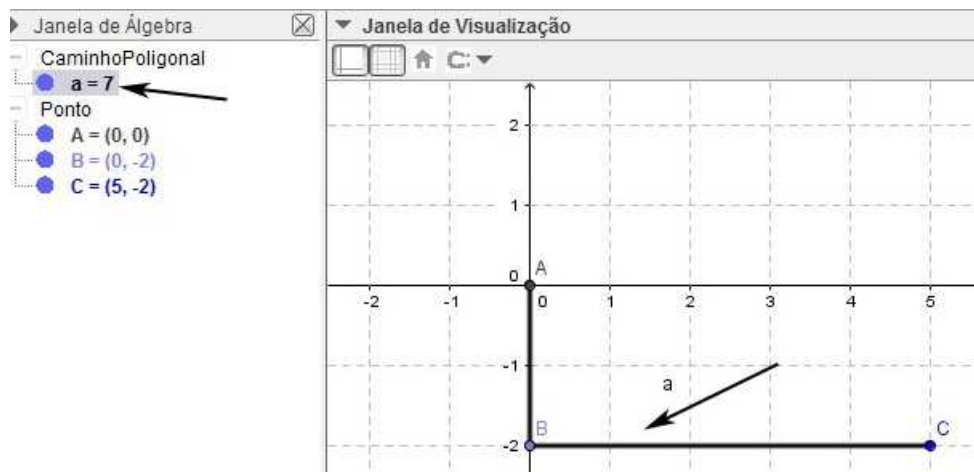 Janela de Álgebra
CaminhoPoligonal
a = 7
Ponto
A = (0, 0)
B = (0, -2)
C = (5, -2)
Janela de Visualização
C:
2
1
0 A
-2 -1 0 1 2 3 4 5
-1
a
B C
-2